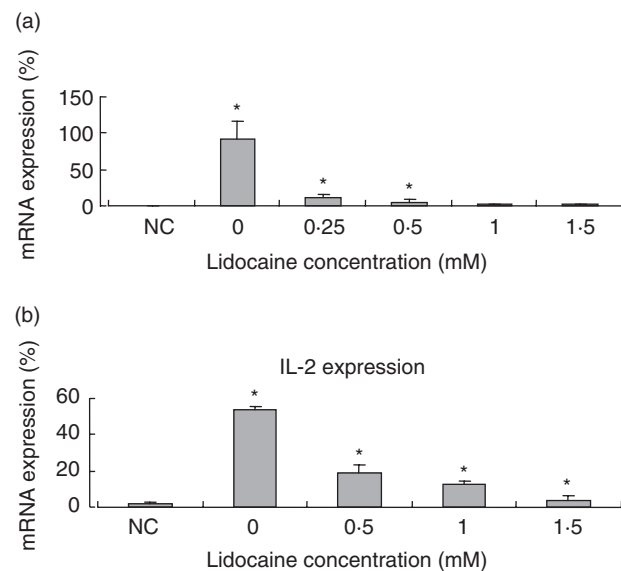 (a)
mRNA expression (%)
150
100
50
0
*
*
*
NC 0 0·25 0·5 1 1·5
Lidocaine concentration (mM)
(b)
IL-2 expression
mRNA expression (%)
60
40
20
0
*
*
*
*
NC 0 0·5 1 1·5
Lidocaine concentration (mM)